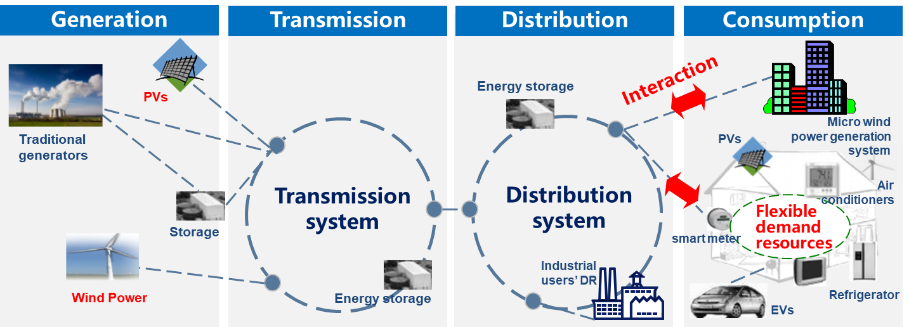 Generation
Transmission
Distribution
Consumption
PVs
Traditional
generators
Storage
Wind Power
Transmission
system
Energy storage
Energy storage
Distribution
system
Industrial
users' DR
Interaction
Micro wind
power generation
system
PVs
Air
conditioners
Flexible
demand
resources
smart meter
Refrigerator
EVs